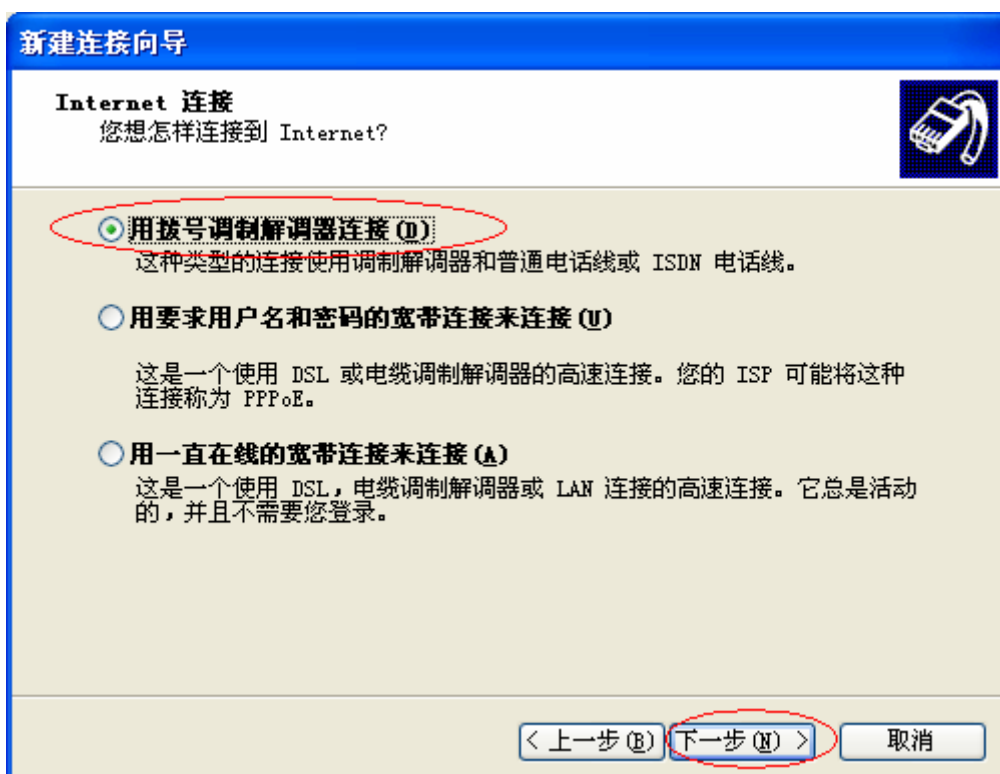 新建连接向导
Internet 连接
您想怎样连接到 Internet?
用拨号调制解调器连接(D)
这种类型的连接使用调制解调器和普通电话线或 ISDN 电话线。
用要求用户名和密码的宽带连接来连接(U)
这是一个使用 DSL 或电缆调制解调器的高速连接。您的 ISP 可能将这种
连接称为 PPPoE。
用一直在线的宽带连接来连接(A)
这是一个使用 DSL,电缆调制解调器或 LAN 连接的高速连接。它总是活动
的,并且不需要您登录。
< 上一步(B) 下一步(N) > 取消